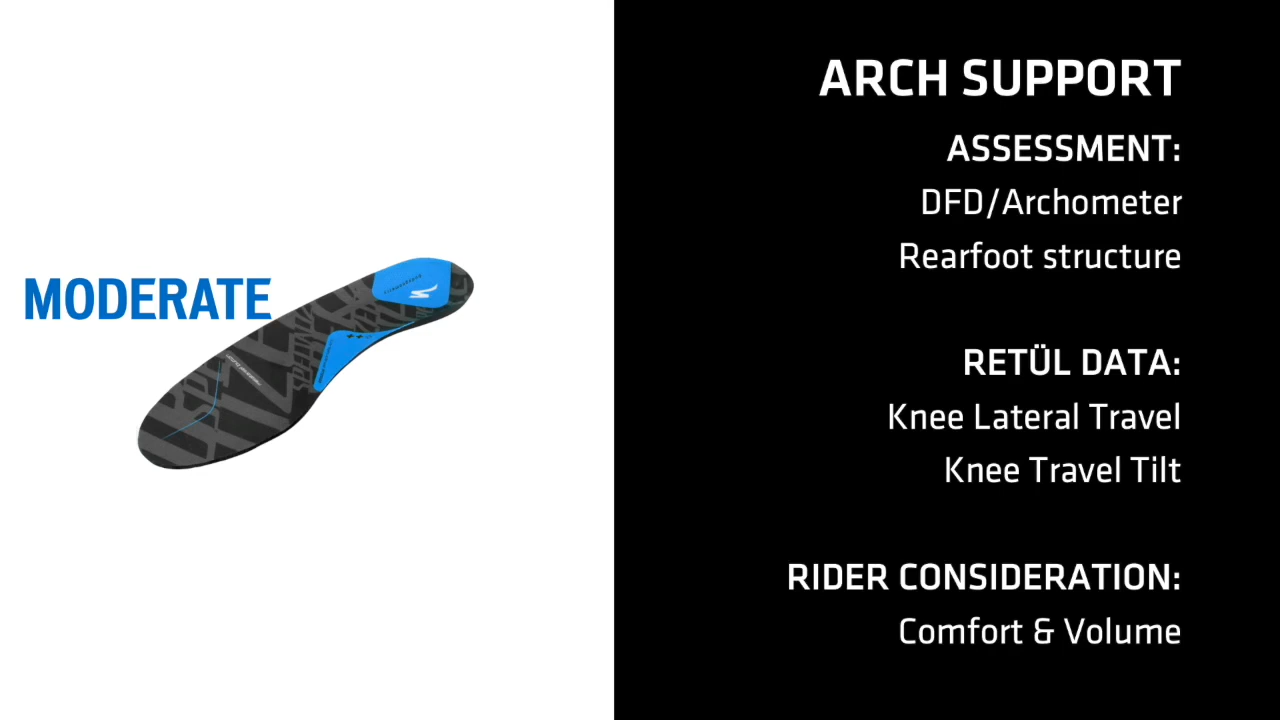 MODERATE
ARCH SUPPORT
ASSESSMENT:
DFD/Archometer
Rearfoot structure
RETÜL DATA:
Knee Lateral Travel
Knee Travel Tilt
RIDER CONSIDERATION:
Comfort & Volume